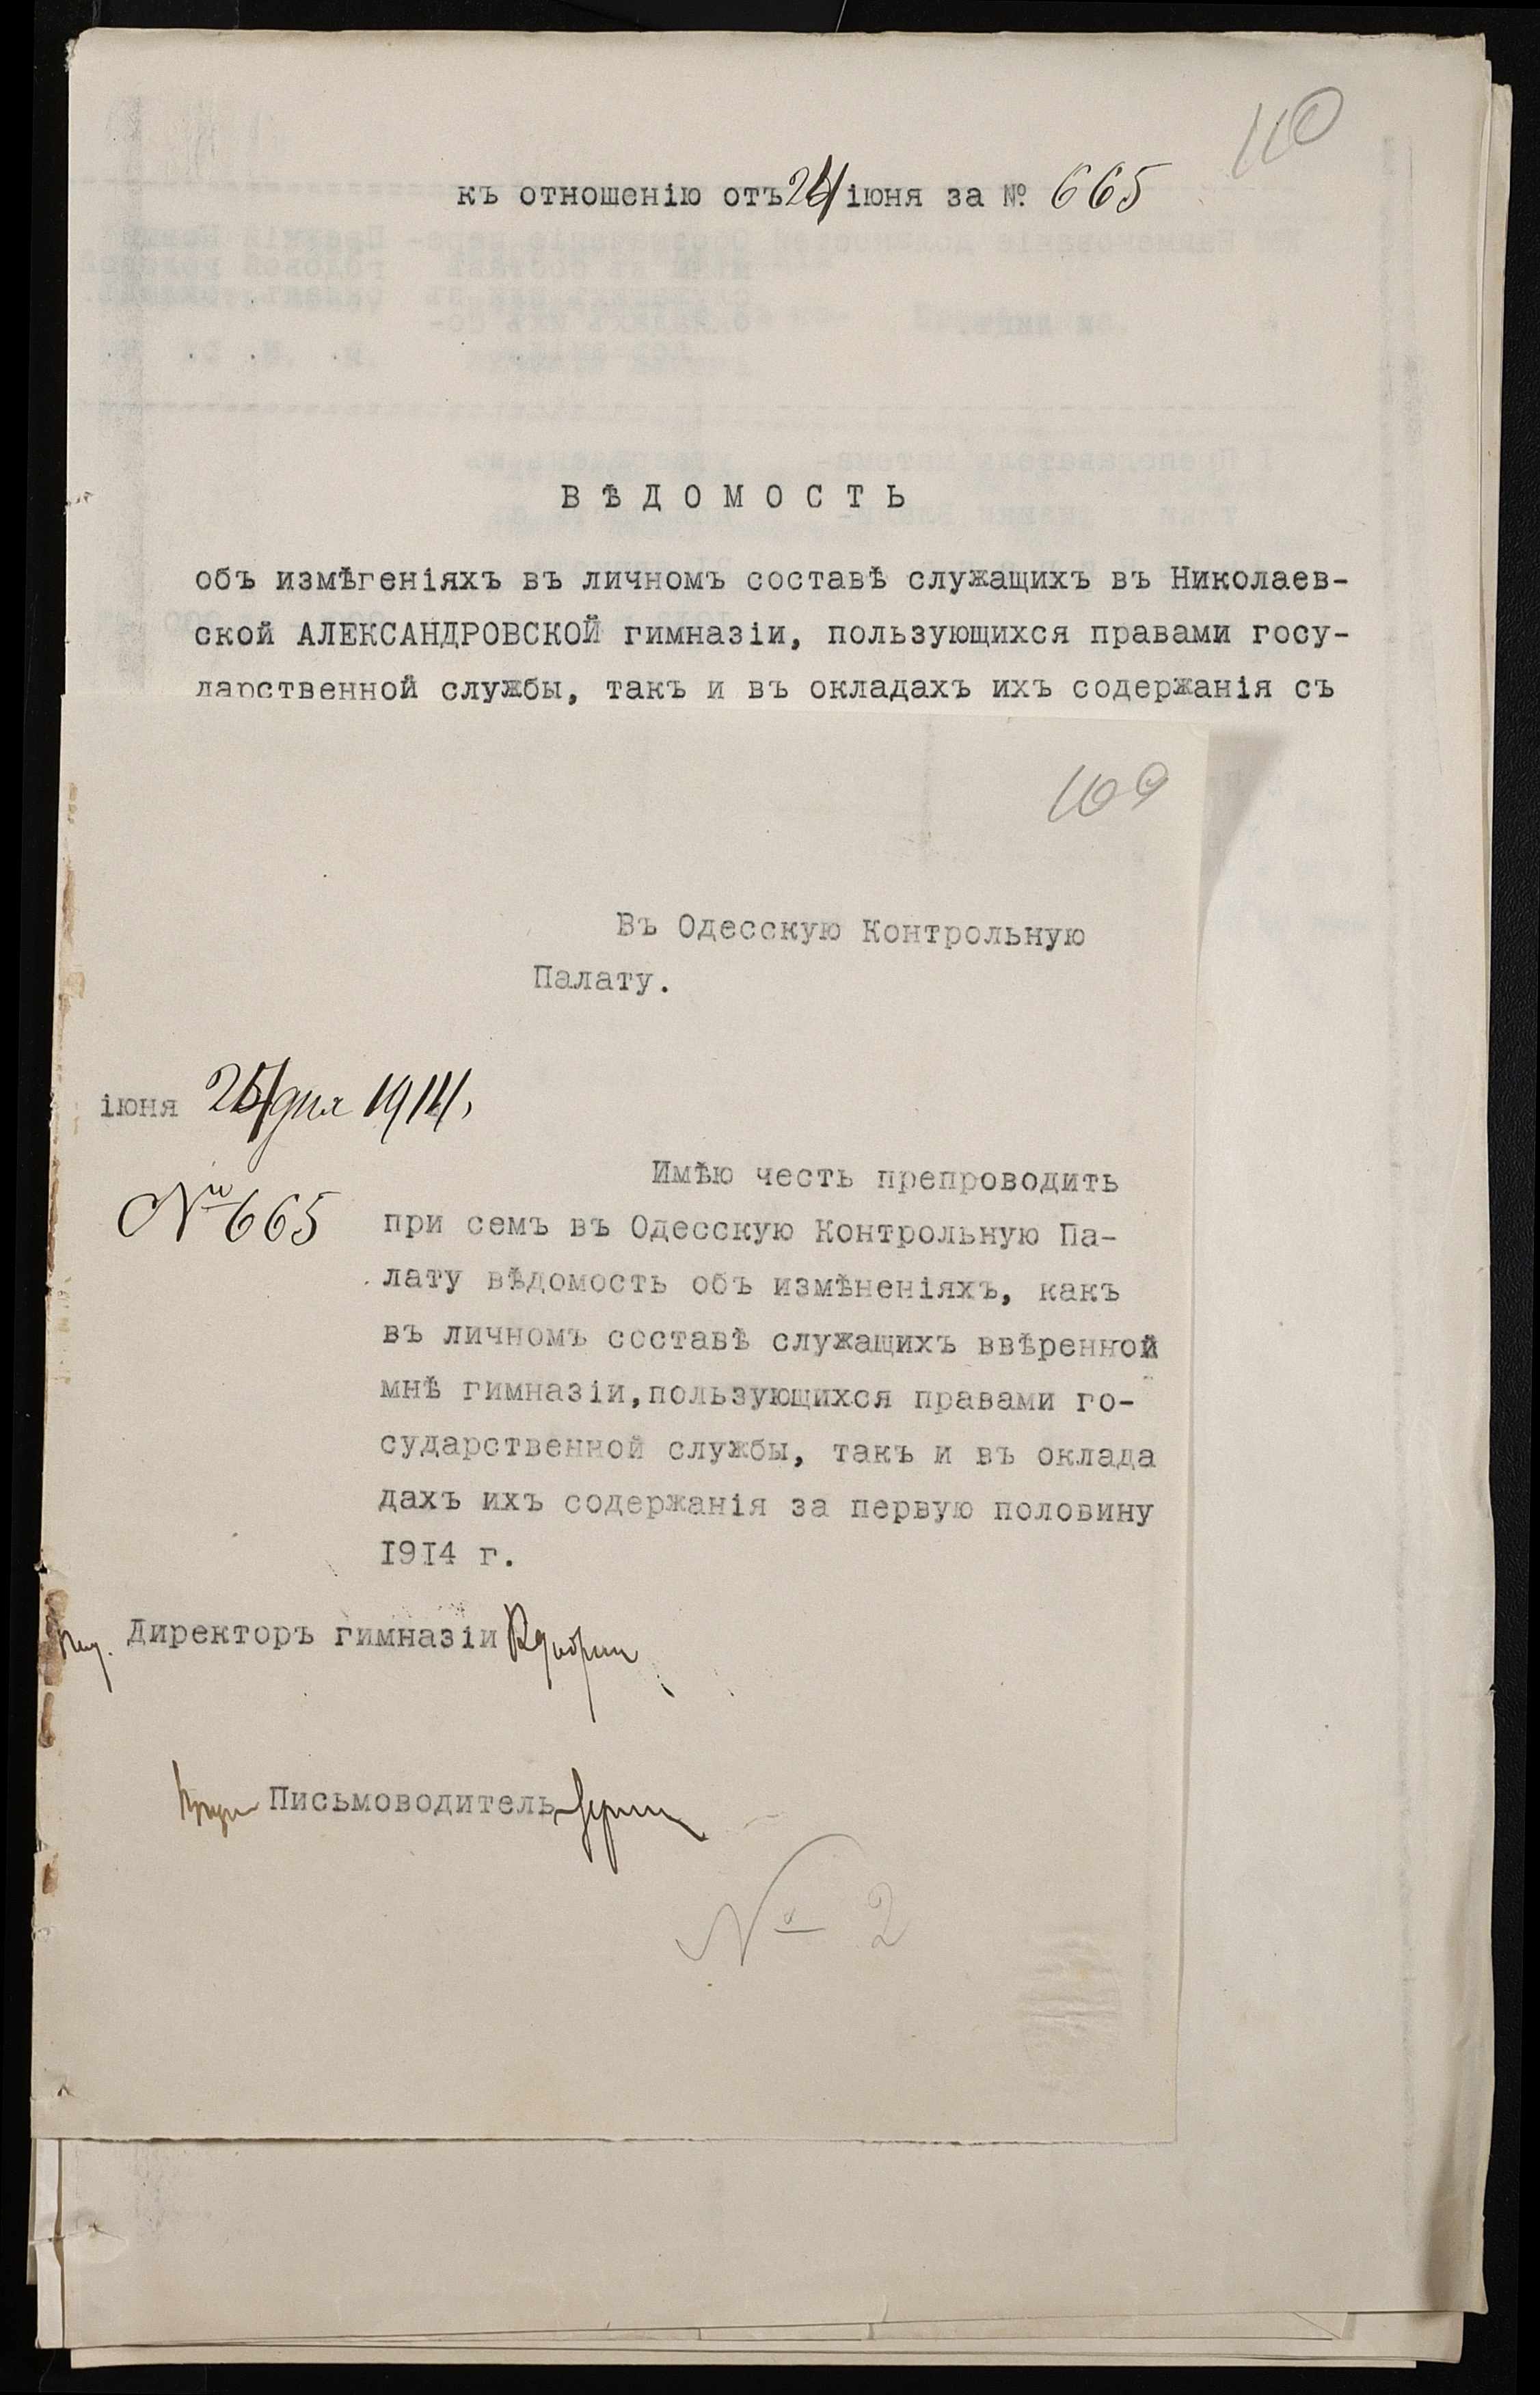 110
къ отношенію отъ 24 іюня за № 665
ВѢДОМОСТЬ
объ измѣгеніяхъ въ личномъ составѣ служащихъ въ Николаев-
ской АЛЕКСАНДРОВСКОЙ гимназіи, пользующихся правами госу-
дарственной службы, такъ и въ окладахъ ихъ содержанія съ
109
Въ Одесскую Контрольную
Палату.
іюня дня 1914,
№ 665
Имѣю честь препроводить
при семъ въ Одесскую Контрольную Па-
лату вѣдомость объ измѣненіяхъ, какъ
въ личномъ составѣ служащихъ ввѣренной
мнѣ гимназіи,пользующихся правами го-
сударственной службы, такъ и въ оклада
дахъ ихъ содержанія за первую половину
I9I4 г.
Директоръ гимназіи
Письмоводитель
№ 2